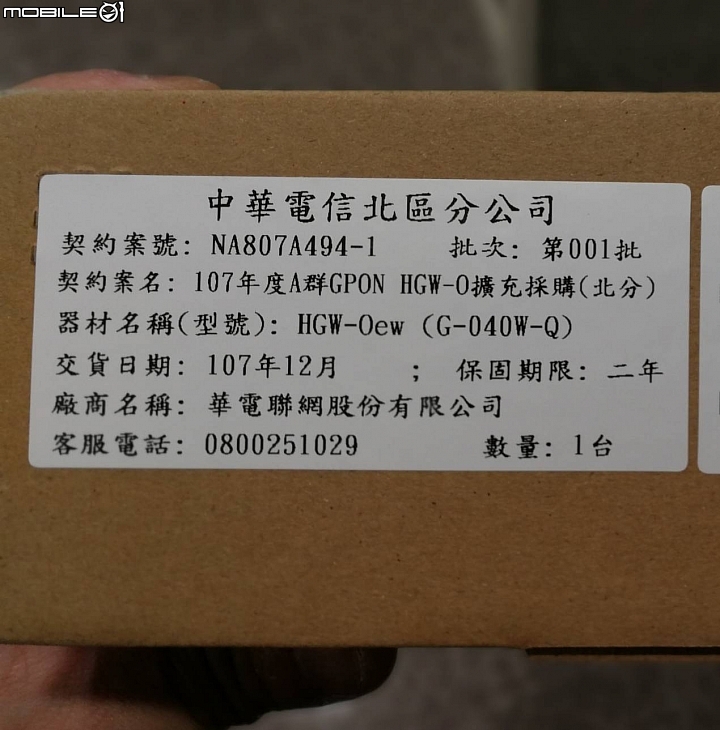 MOBILE01
中華電信北區分公司
契約案號: NA807A494-1 批次: 第001批
契約案名: 107年度A群GPON HGW-O擴充採購(北分)
器材名稱(型號): HGW-Oew (G-040W-Q)
交貨日期: 107年12月 ; 保固期限: 二年
廠商名稱: 華電聯網股份有限公司
客服電話: 0800251029 數量: 1台